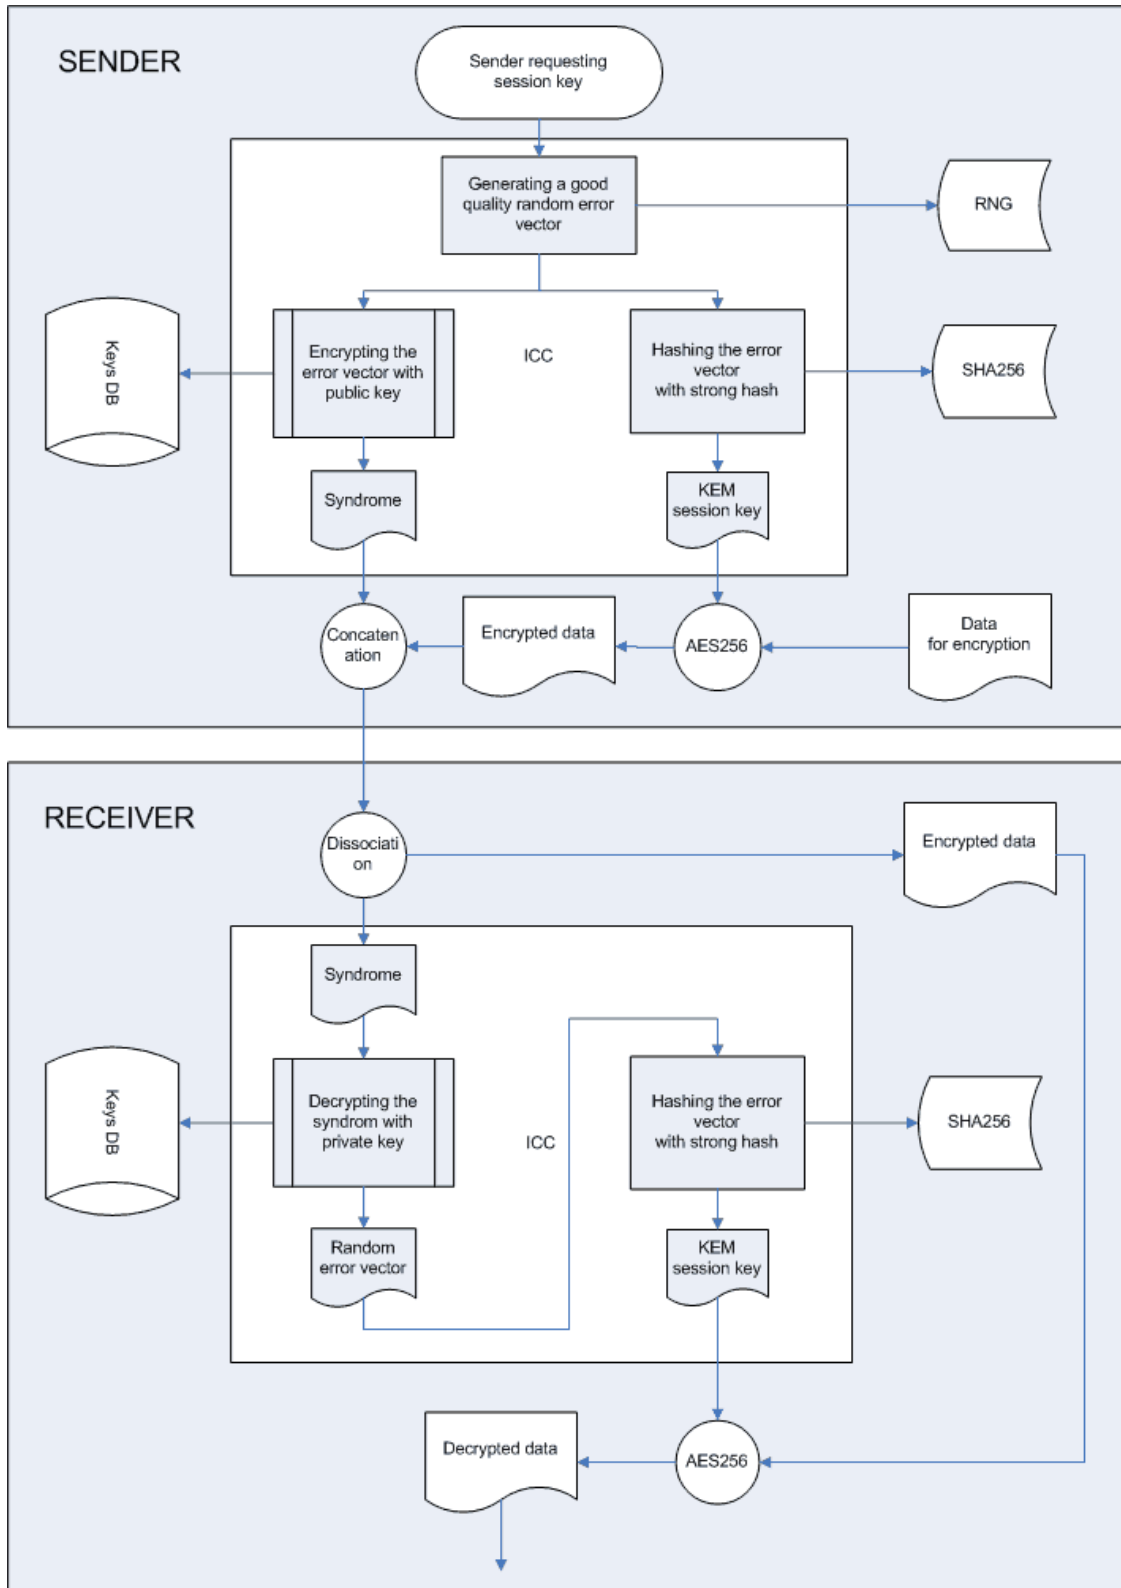 SENDER
Sender requesting
session key
Generating a good
quality random error
vector
RNG
Keys DB
Encrypting the
error vector with
public key
ICC
Hashing the error
vector
with strong hash
SHA256
Syndrome
KEM
session key
Concaten
ation
Encrypted data
AES256
Data
for encryption
RECEIVER
Dissociati
on
Encrypted data
Syndrome
Keys DB
Decrypting the
syndrom with
private key
ICC
Hashing the error
vector
with strong hash
SHA256
Random
error vector
KEM
session key
Decrypted data
AES256